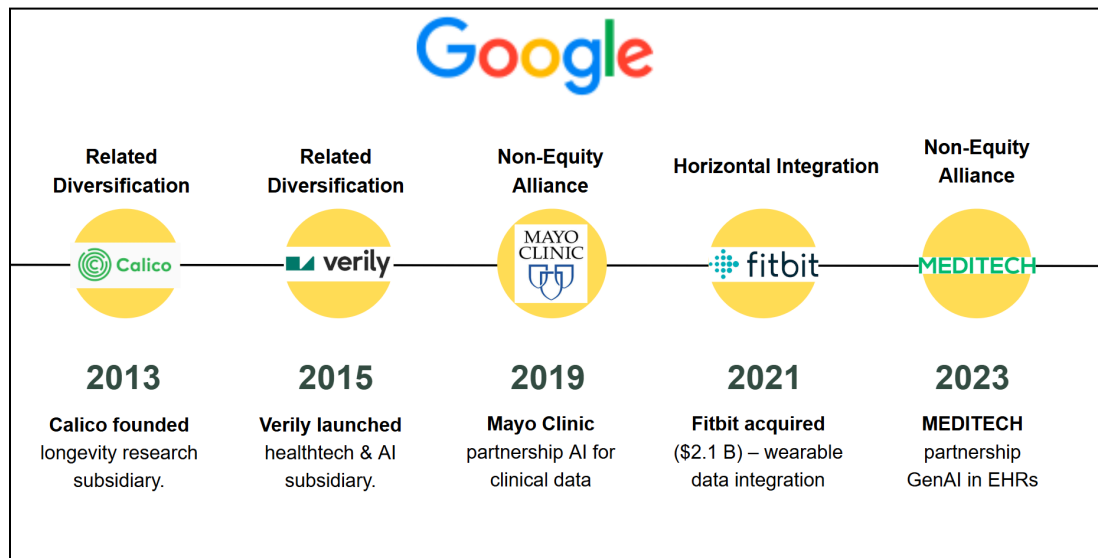 Google
Related
Diversification
Related
Diversification
Non-Equity
Alliance
Horizontal Integration
Non-Equity
Alliance
Calico
verily
MAYO
CLINIC
fitbit
MEDITECH
2013
2015
2019
2021
2023
Calico founded
longevity research
subsidiary.
Verily launched
healthtech & AI
subsidiary.
Mayo Clinic
partnership AI for
clinical data
Fitbit acquired
($2.1 B) – wearable
data integration
MEDITECH
partnership
GenAI in EHRs